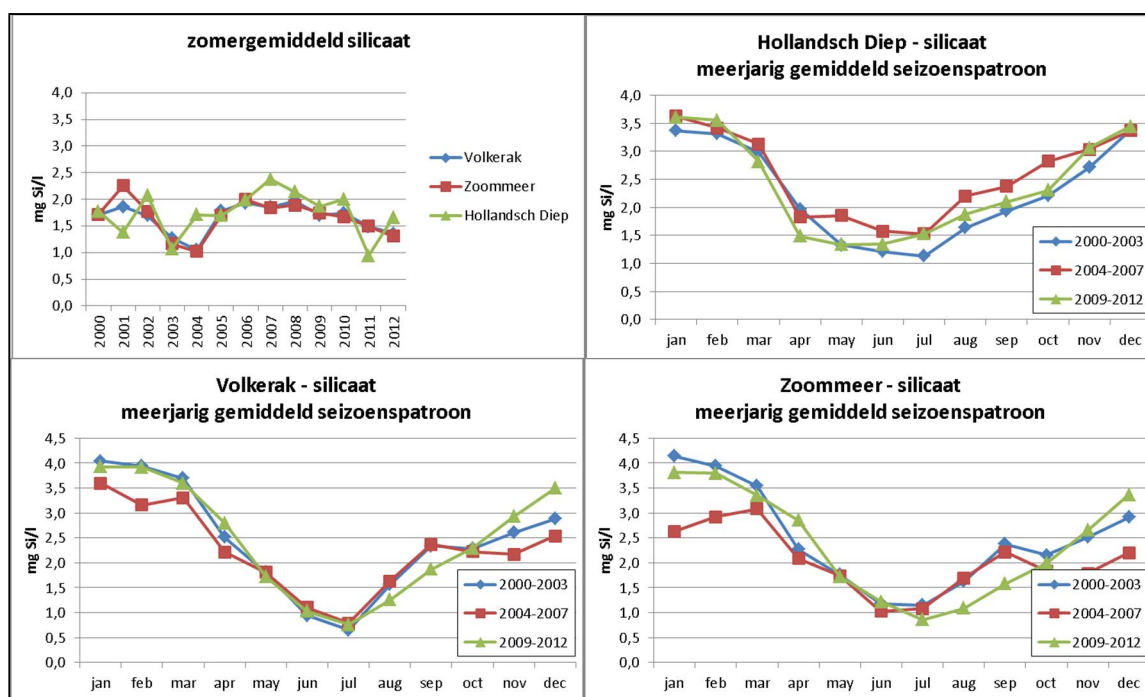 zomergemiddeld silicaat
4,0
3,5
3,0
2,5
2,0
1,5
1,0
0,5
0,0
mg Si/l
2000 2001 2002 2003 2004 2005 2006 2007 2008 2009 2010 2011 2012
Volkerak
Zoommeer
Hollandsch Diep
Hollandsch Diep - silicaat
meerjarig gemiddeld seizoenspatroon
4,0
3,5
3,0
2,5
2,0
1,5
1,0
0,5
0,0
mg Si/l
jan feb mar apr may jun jul aug sep oct nov dec
2000-2003
2004-2007
2009-2012
Volkerak - silicaat
meerjarig gemiddeld seizoenspatroon
4,5
4,0
3,5
3,0
2,5
2,0
1,5
1,0
0,5
0,0
mg Si/l
jan feb mar apr may jun jul aug sep oct nov dec
2000-2003
2004-2007
2009-2012
Zoommeer - silicaat
meerjarig gemiddeld seizoenspatroon
4,5
4,0
3,5
3,0
2,5
2,0
1,5
1,0
0,5
0,0
mg Si/l
jan feb mar apr may jun jul aug sep oct nov dec
2000-2003
2004-2007
2009-2012